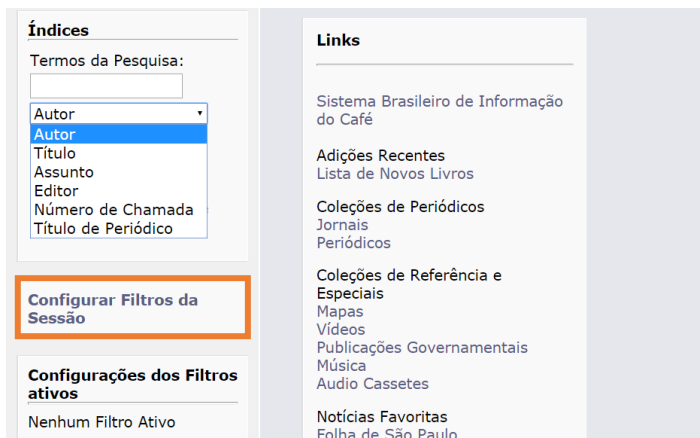 Índices
Termos da Pesquisa:
Autor
Autor
Título
Assunto
Editor
Número de Chamada
Título de Periódico
Configurar Filtros da
Sessão
Configurações dos Filtros
ativos
Nenhum Filtro Ativo
Links
Sistema Brasileiro de Informação
do Café
Adições Recentes
Lista de Novos Livros
Coleções de Periódicos
Jornais
Periódicos
Coleções de Referência e
Especiais
Mapas
Vídeos
Publicações Governamentais
Música
Audio Cassetes
Notícias Favoritas
Folha de São Paulo